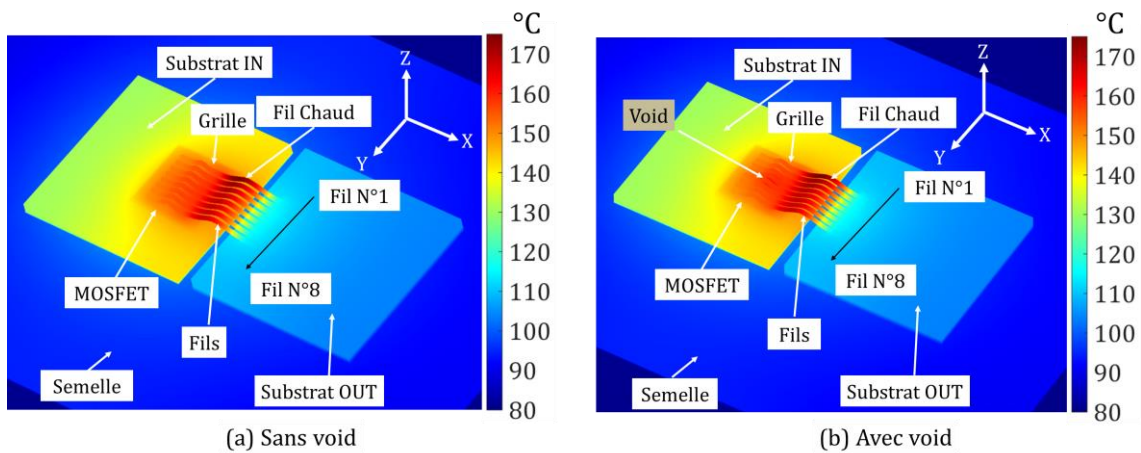 °C
Substrat IN
Grille
Fil Chaud
Z
X
Y
Fil N°1
MOSFET
Fil N°8
Fils
Semelle
Substrat OUT
170
160
150
140
130
120
110
100
90
80
(a) Sans void
°C
Substrat IN
Void
Grille
Fil Chaud
Z
X
Y
Fil N°1
MOSFET
Fil N°8
Fils
Semelle
Substrat OUT
170
160
150
140
130
120
110
100
90
80
(b) Avec void